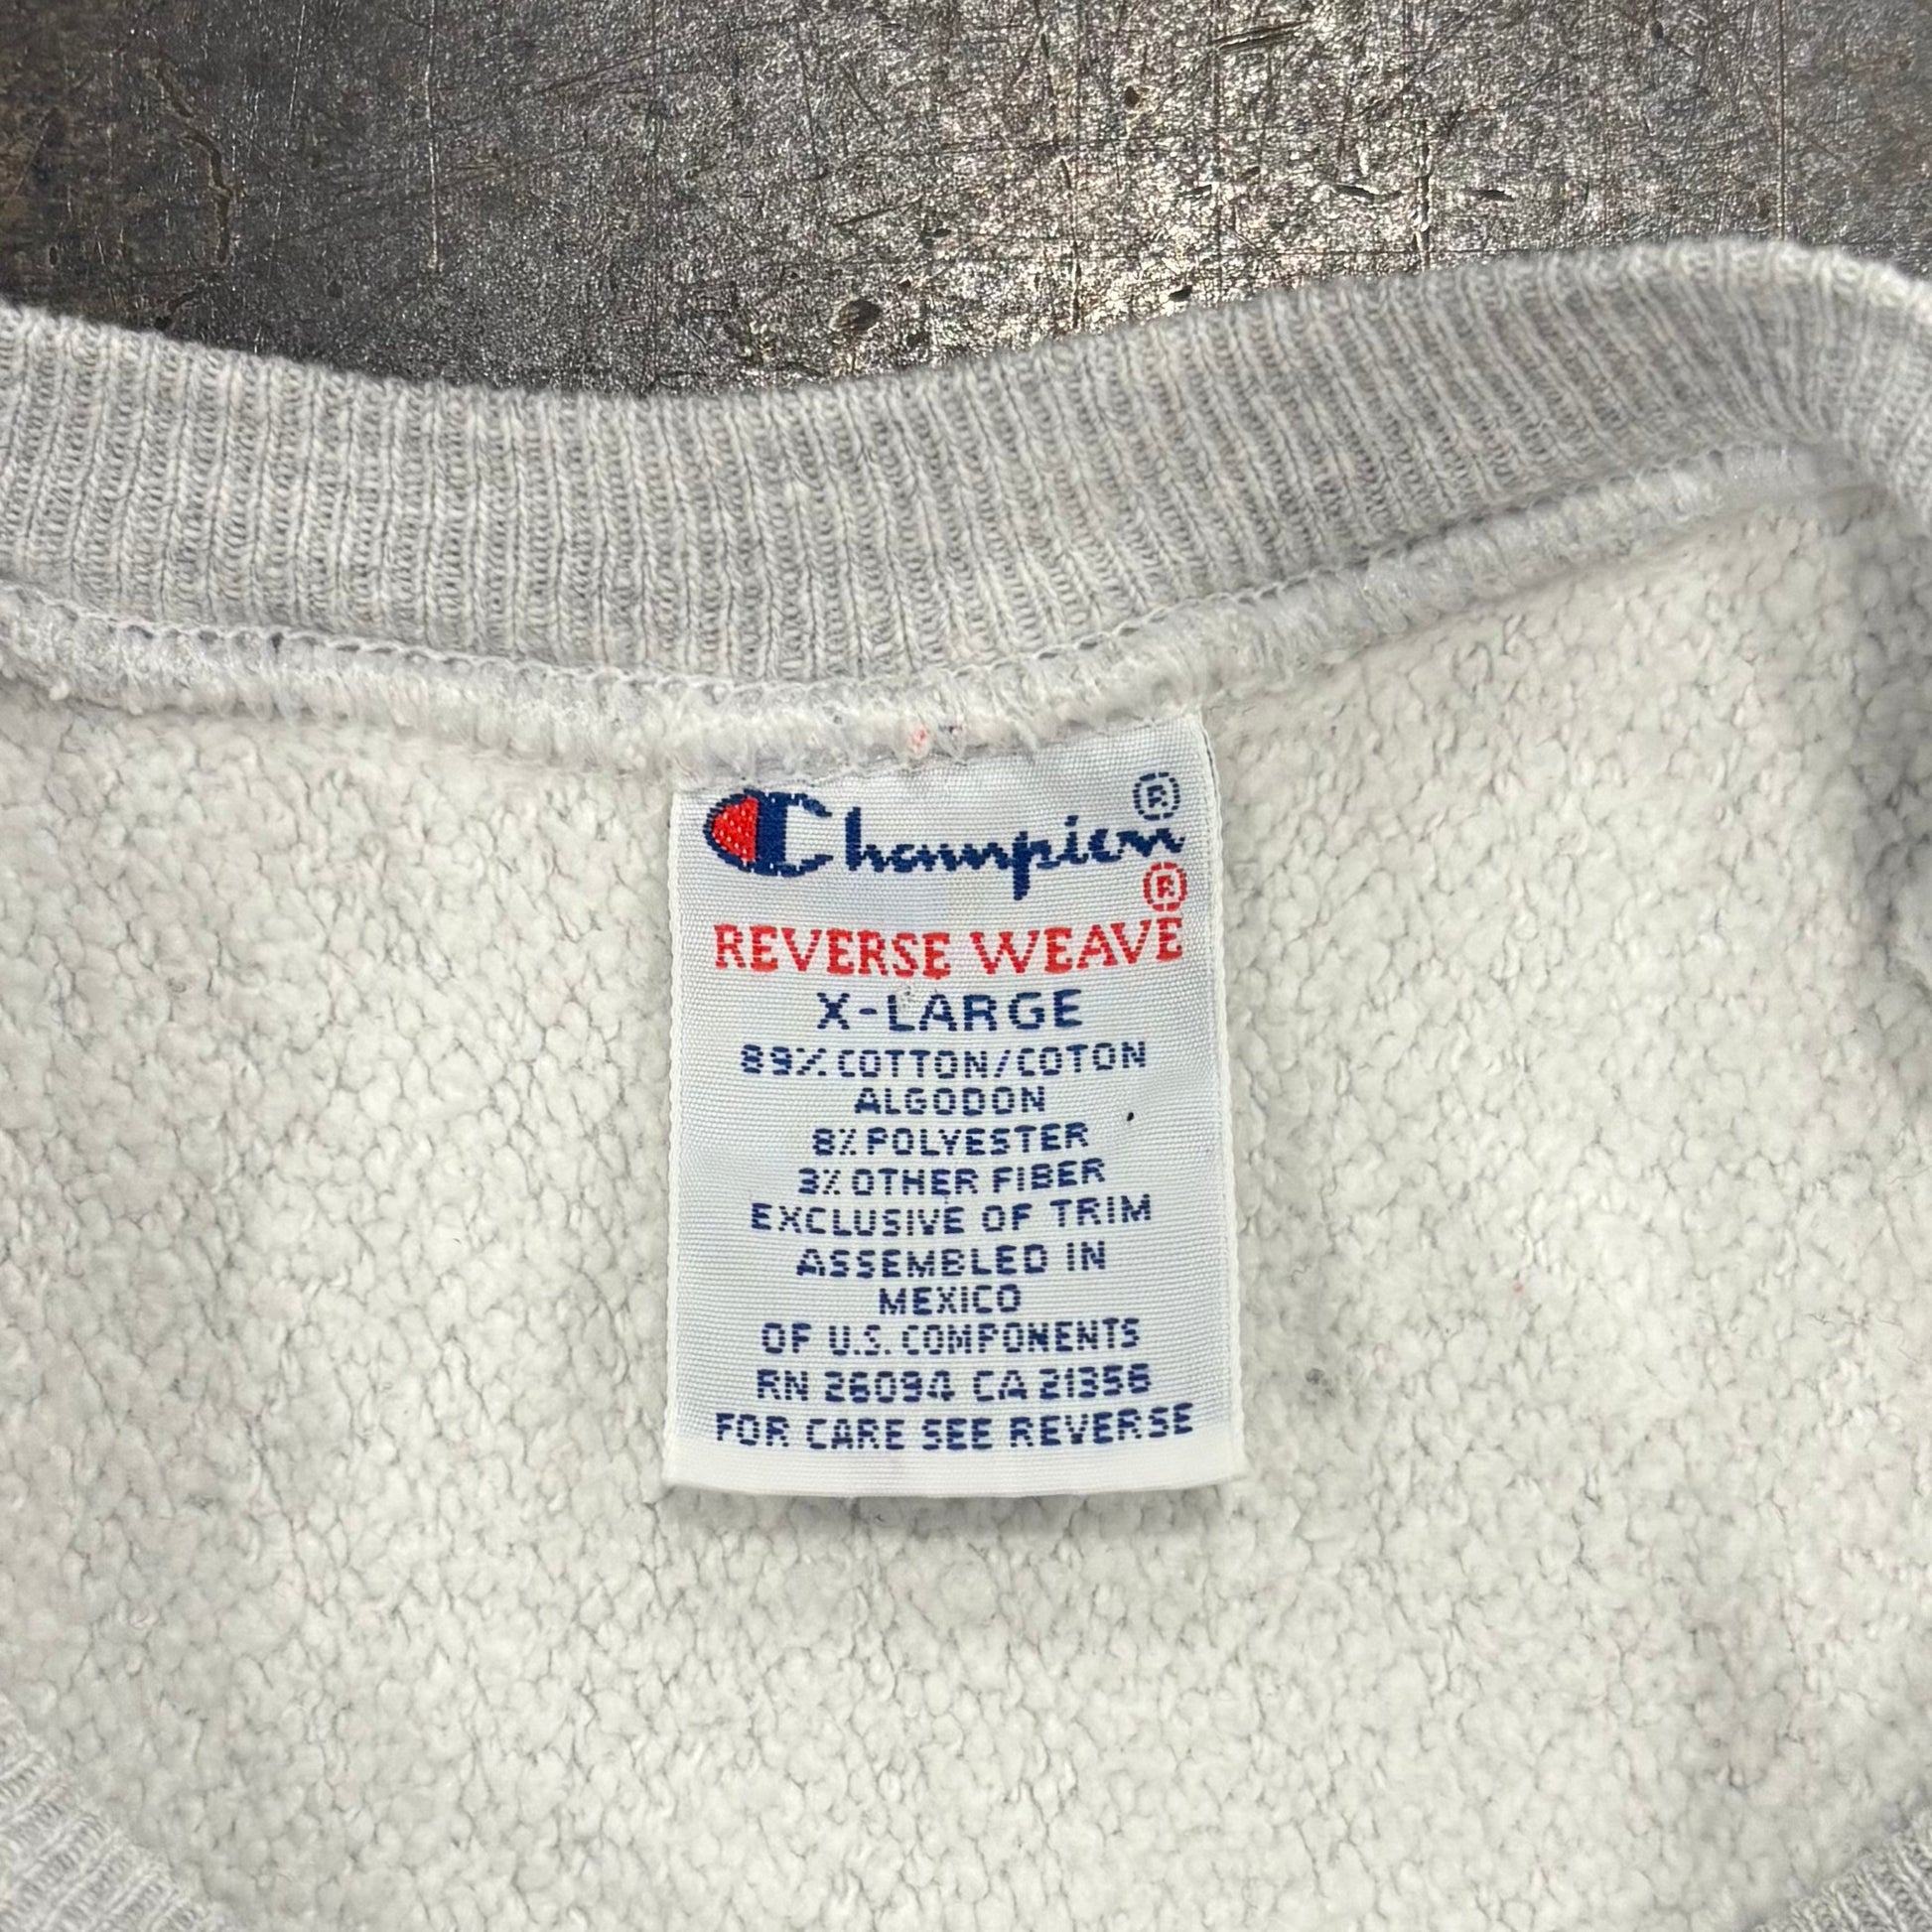 Champion®
REVERSE WEAVE®
X-LARGE
89% COTTON/COTON
ALGODON
8% POLYESTER
3% OTHER FIBER
EXCLUSIVE OF TRIM
ASSEMBLED IN
MEXICO
OF U.S. COMPONENTS
RN 26094 CA 21356
FOR CARE SEE REVERSE